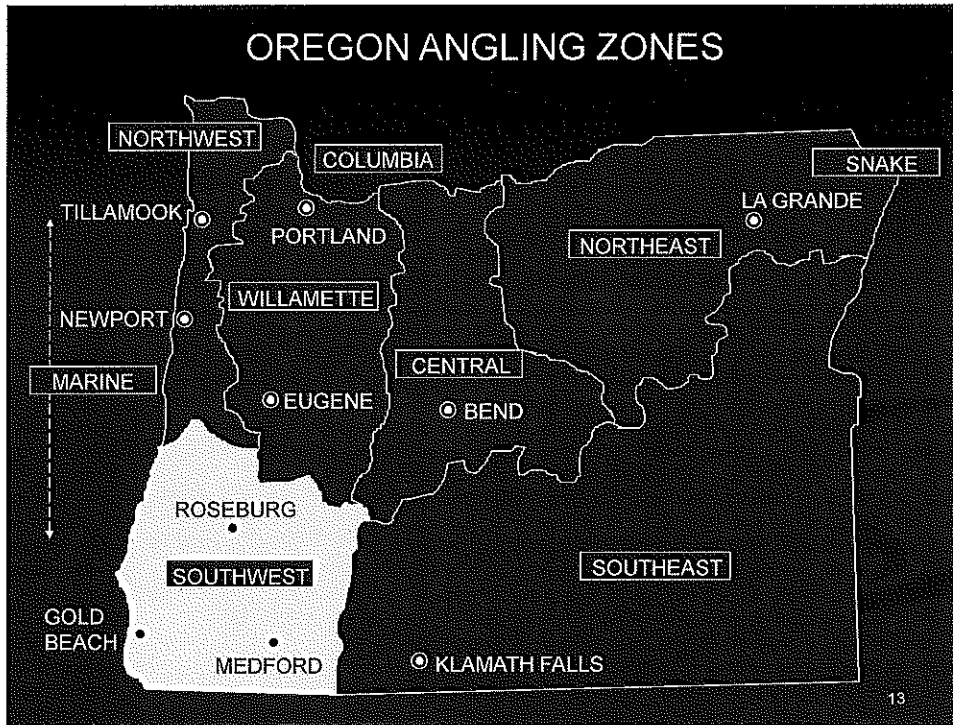 OREGON ANGLING ZONES
NORTHWEST
COLUMBIA
SNAKE
TILLAMOOK
PORTLAND
LA GRANDE
NORTHEAST
WILLAMETTE
NEWPORT
MARINE
CENTRAL
EUGENE
BEND
ROSEBURG
SOUTHWEST
SOUTHEAST
GOLD
BEACH
MEDFORD
KLAMATH FALLS
13